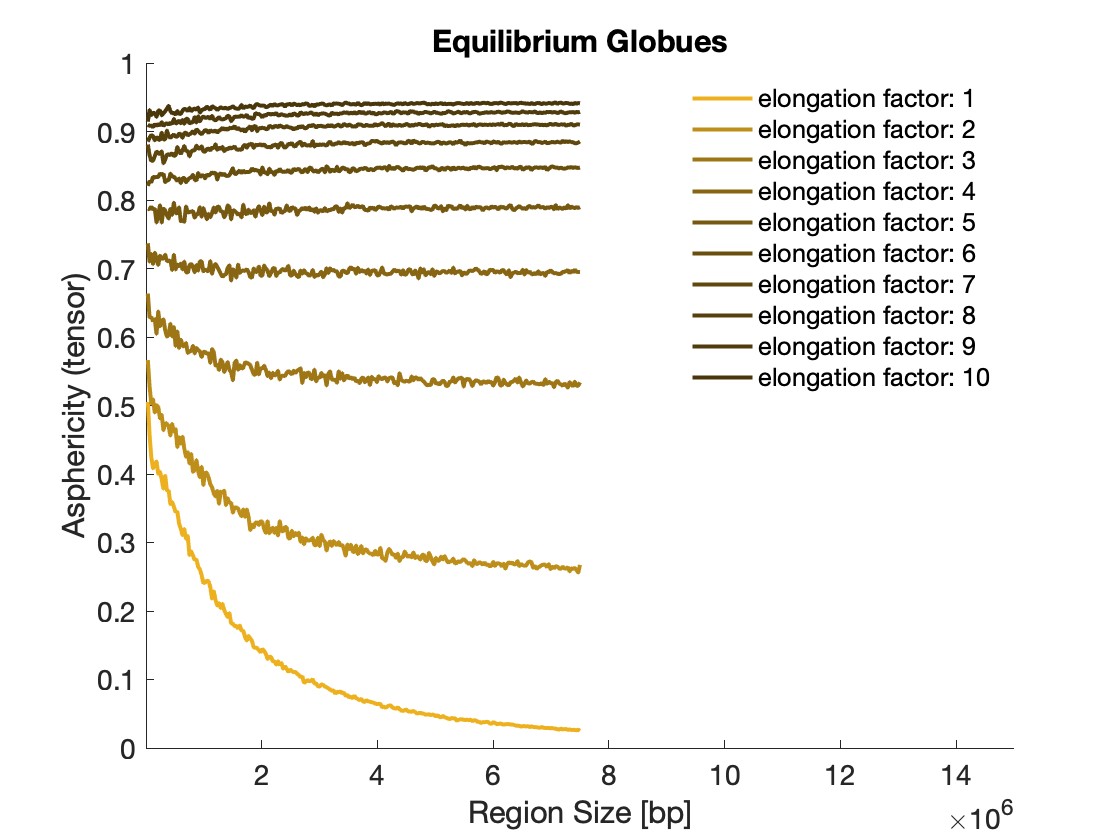 Equilibrium Globues
1
0.9
0.8
0.7
0.6
0.5
0.4
0.3
0.2
0.1
0
Asphericity (tensor)
elongation factor: 1
elongation factor: 2
elongation factor: 3
elongation factor: 4
elongation factor: 5
elongation factor: 6
elongation factor: 7
elongation factor: 8
elongation factor: 9
elongation factor: 10
2 4 6 8 10 12 14
Region Size [bp]
×10⁶